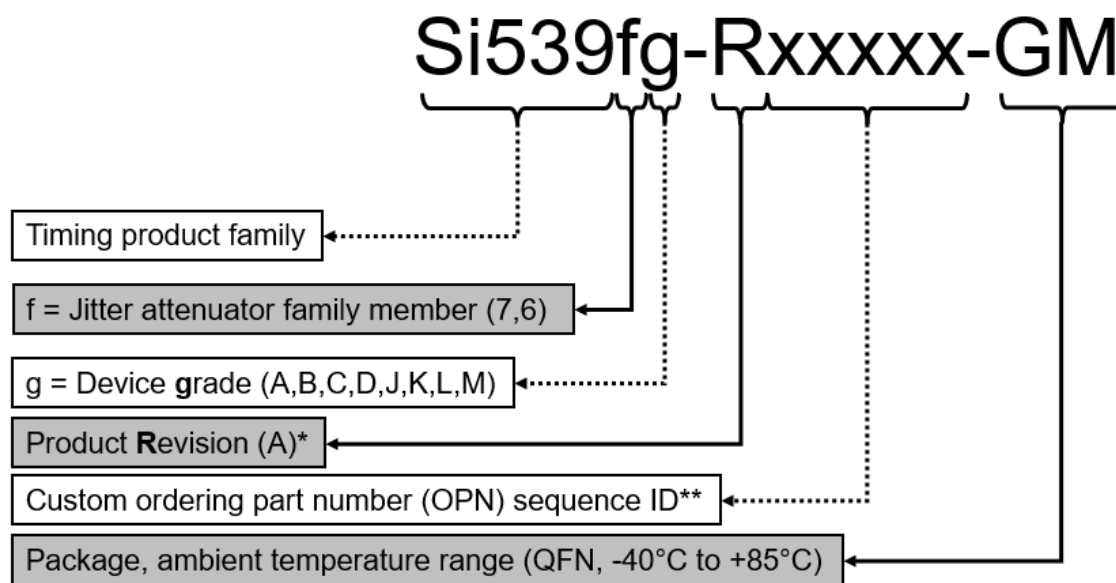 Si539fg-Rxxxxx-GM
Timing product family
f = Jitter attenuator family member (7,6)
g = Device grade (A,B,C,D,J,K,L,M)
Product Revision (A)*
Custom ordering part number (OPN) sequence ID**
Package, ambient temperature range (QFN, -40°C to +85°C)